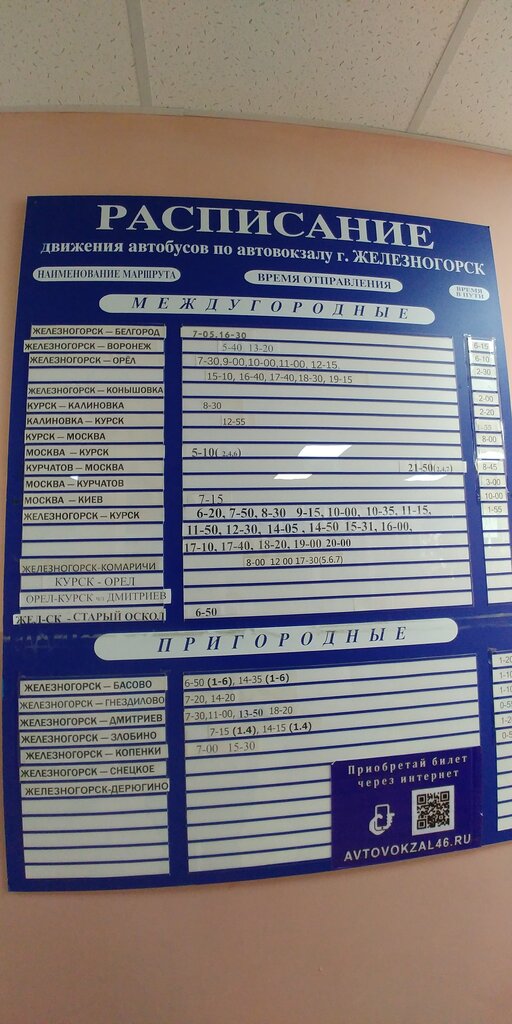 РАСПИСАНИЕ
движения автобусов по автовокзалу г. ЖЕЛЕЗНОГОРСК
НАИМЕНОВАНИЕ МАРШРУТА ВРЕМЯ ОТПРАВЛЕНИЯ ВРЕМЯ В ПУТИ
МЕЖДУГОРОДНЫЕ
ЖЕЛЕЗНОГОРСК — БЕЛГОРОД 7-05,16-30 6-15
ЖЕЛЕЗНОГОРСК — ВОРОНЕЖ 5-40 13-20 6-10
ЖЕЛЕЗНОГОРСК — ОРЁЛ 7-30,9-00,10-00,11-00, 12-15, 2-30
15-10, 16-40, 17-40,18-30, 19-15
ЖЕЛЕЗНОГОРСК — КОНЫШОВКА 2-00
КУРСК — КАЛИНОВКА 8-30 2-20
КАЛИНОВКА — КУРСК 12-55
КУРСК — МОСКВА 8-00
МОСКВА — КУРСК 5-10( 2,4,6)
КУРЧАТОВ — МОСКВА 21-50(2,4,7) 8-45
МОСКВА — КУРЧАТОВ 3-00
МОСКВА — КИЕВ 7-15 10-00
ЖЕЛЕЗНОГОРСК — КУРСК 6-20, 7-50, 8-30 9-15, 10-00, 10-35, 11-15, 1-55
11-50, 12-30, 14-05 , 14-50 15-31, 16-00,
17-10, 17-40, 18-20, 19-00 20-00
ЖЕЛЕЗНОГОРСК-КОМАРИЧИ 8-00 12 00 17-30(5.6.7)
КУРСК - ОРЕЛ
ОРЕЛ-КУРСК ч/з ДМИТРИЕВ
ЖЕЛ-СК - СТАРЫЙ ОСКОЛ 6-50
ПРИГОРОДНЫЕ
ЖЕЛЕЗНОГОРСК — БАСОВО 6-50 (1-6), 14-35 (1-6)
ЖЕЛЕЗНОГОРСК — ГНЕЗДИЛОВО 7-20, 14-20
ЖЕЛЕЗНОГОРСК — ДМИТРИЕВ 7-30,11-00, 13-50 18-20
ЖЕЛЕЗНОГОРСК — ЗЛОБИНО 7-15 (1.4), 14-15 (1.4)
ЖЕЛЕЗНОГОРСК — КОПЕНКИ 7-00 15-30
ЖЕЛЕЗНОГОРСК — СНЕЦКОЕ
ЖЕЛЕЗНОГОРСК-ДЕРЮГИНО
Приобретай билет
через интернет
AVTOVOKZAL46.RU